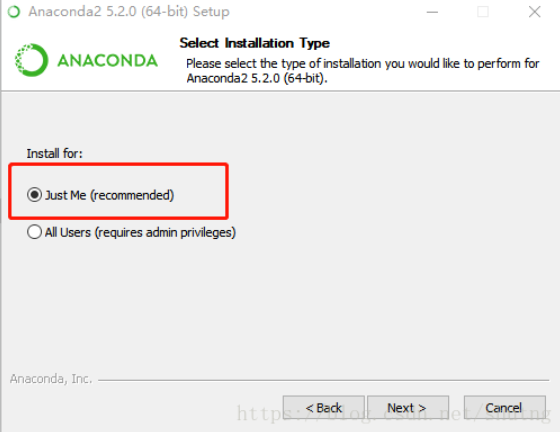 Anaconda2 5.2.0 (64-bit) Setup
ANACONDA
Select Installation Type
Please select the type of installation you would like to perform for
Anaconda2 5.2.0 (64-bit).
Install for:
Just Me (recommended)
All Users (requires admin privileges)
Anaconda, Inc.
< Back Next > Cancel
https://blog.csdn.net/shdtng